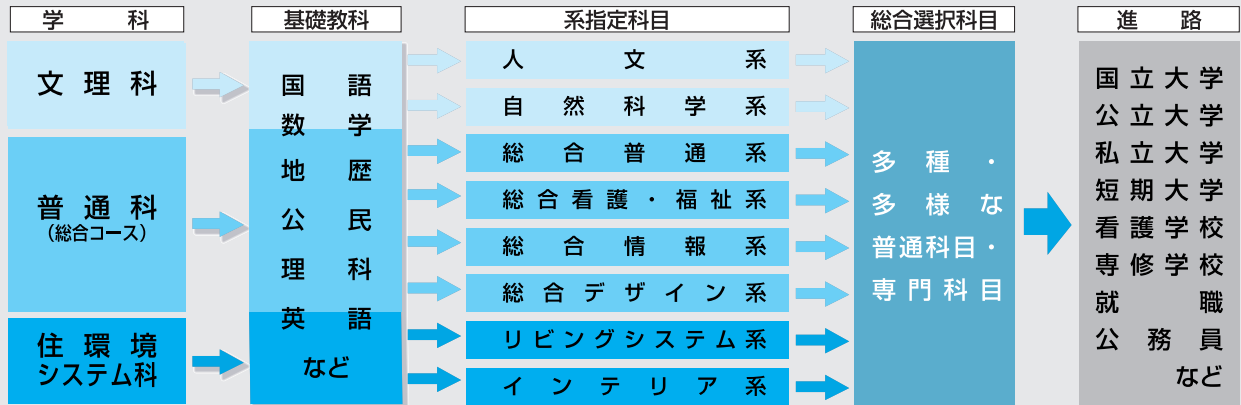 学科
文理科
普通科
（総合コース）
住環境
システム科
基礎教科
国語
数学
地歴
公民
理科
英語
など
系指定科目
人文系
自然科学系
総合普通系
総合看護・福祉系
総合情報系
総合デザイン系
リビングシステム系
インテリア系
総合選択科目
多種・
多様な
普通科目・
専門科目
進路
国立大学
公立大学
私立大学
短期大学
看護学校
専修学校
就職
公務員
など